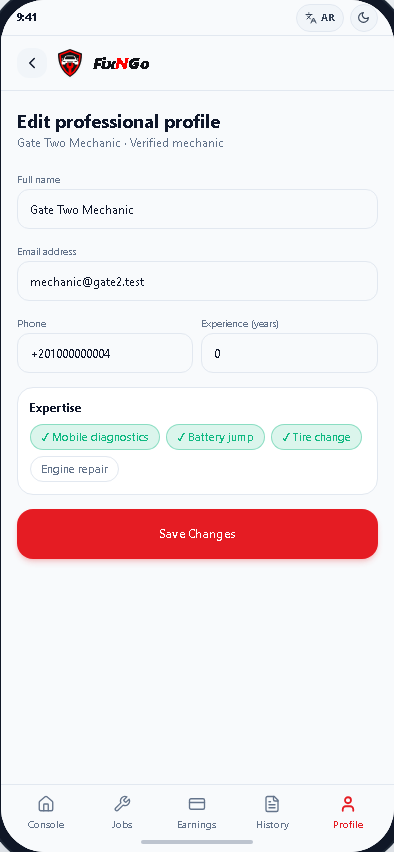 9:41
AR
FixNGo
Edit professional profile
Gate Two Mechanic · Verified mechanic
Full name
Gate Two Mechanic
Email address
mechanic@gate2.test
Phone
Experience (years)
+201000000004
0
Expertise
✓ Mobile diagnostics ✓ Battery jump ✓ Tire change
Engine repair
Save Changes
Console Jobs Earnings History Profile